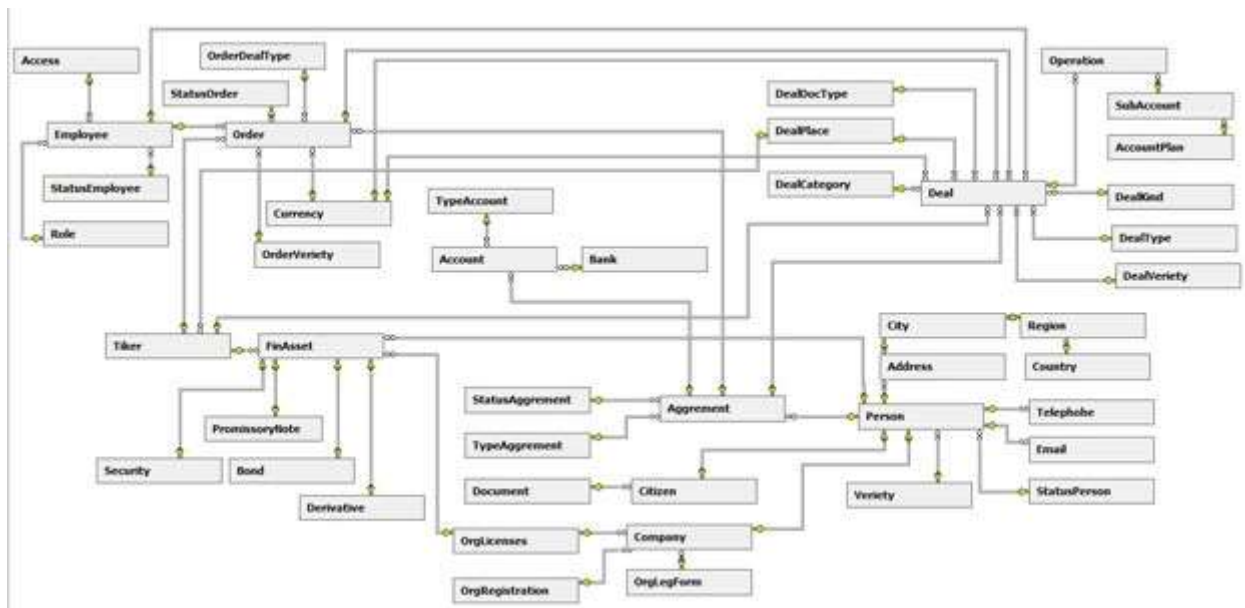 Access
OrderDealType
Operation
StatusOrder
DealDocType
SubAccount
Employee
Order
DealPlace
AccountPlan
StatusEmployee
DealCategory
Deal
DealKind
TypeAccount
Currency
Role
OrderVeriety
Account
Bank
DealType
DealVeriety
City
Region
Tiker
FinAsset
Address
Country
StatusAggrement
Aggrement
Person
Telephobe
PromissoryNote
TypeAggrement
Email
Security
Bond
Document
Citizen
Veriety
StatusPerson
Derivative
OrgLicenses
Company
OrgRegistration
OrgLegForm